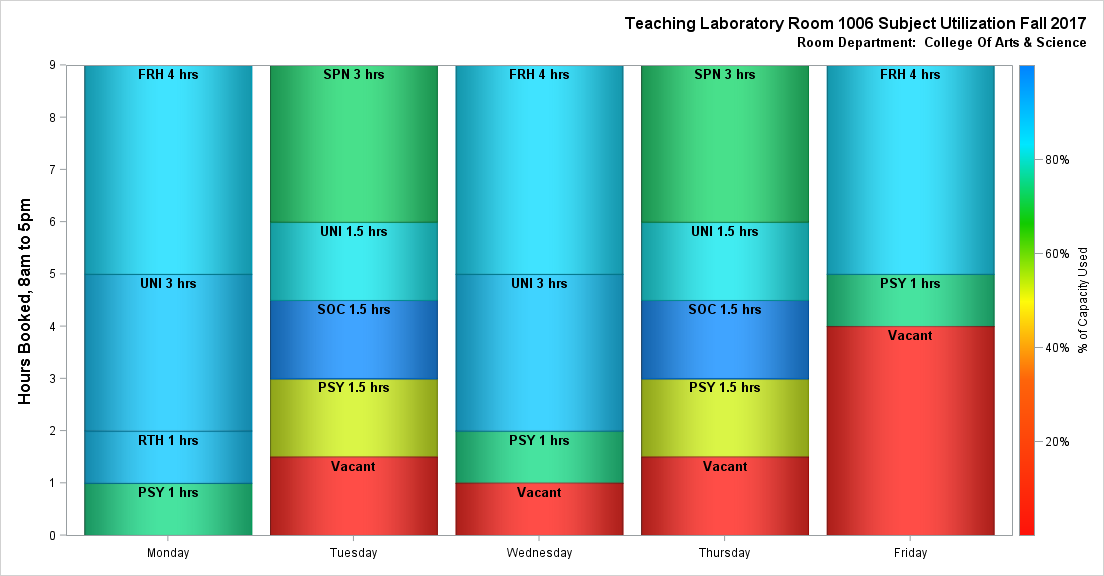 Teaching Laboratory Room 1006 Subject Utilization Fall 2017
Room Department:  College Of Arts & Science
Hours Booked, 8am to 5pm
9
8
7
6
5
4
3
2
1
0
FRH 4 hrs
UNI 3 hrs
RTH 1 hrs
PSY 1 hrs
Monday
SPN 3 hrs
UNI 1.5 hrs
SOC 1.5 hrs
PSY 1.5 hrs
Vacant
Tuesday
FRH 4 hrs
UNI 3 hrs
PSY 1 hrs
Vacant
Wednesday
SPN 3 hrs
UNI 1.5 hrs
SOC 1.5 hrs
PSY 1.5 hrs
Vacant
Thursday
FRH 4 hrs
PSY 1 hrs
Vacant
Friday
80%
60%
40%
20%
% of Capacity Used